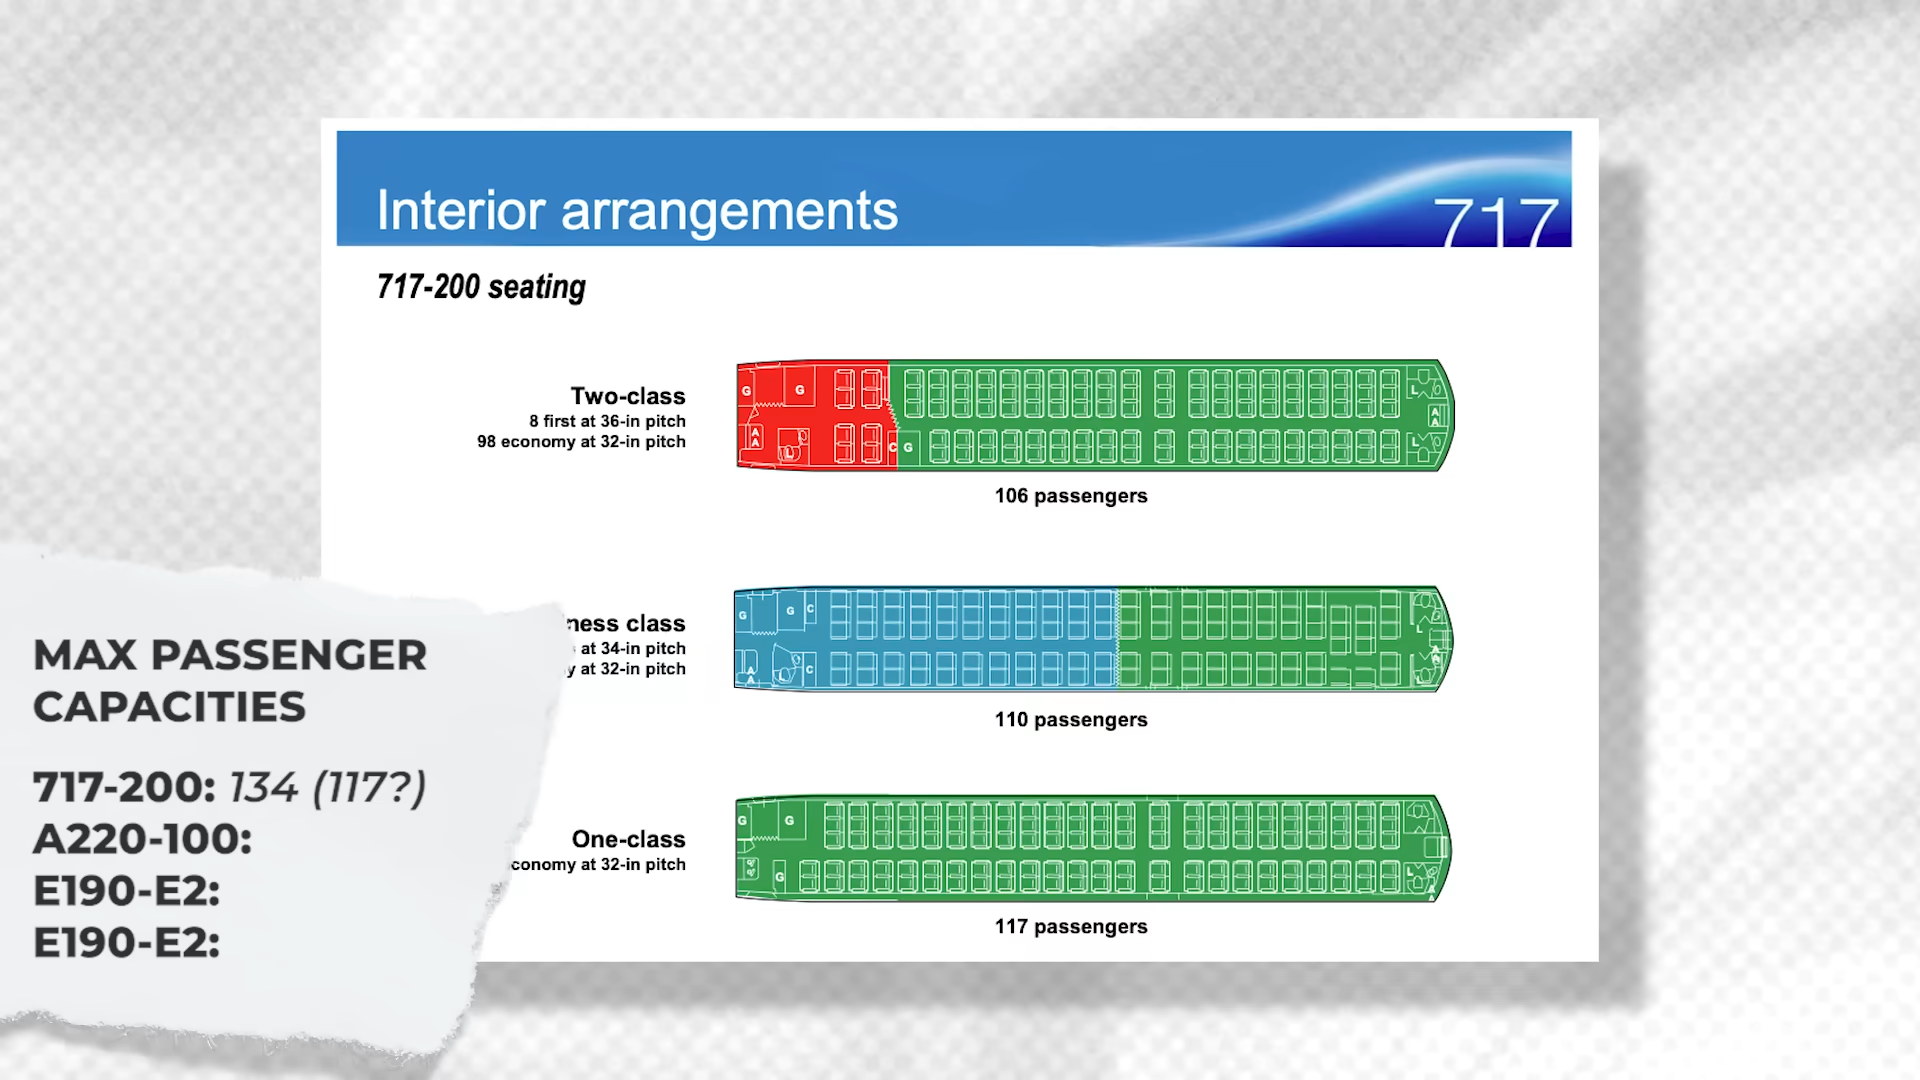 Interior arrangements
717
717-200 seating
Two-class
8 first at 36-in pitch
98 economy at 32-in pitch
G
G
A
A
L
C
G
L
A
A
L
106 passengers
ness class
at 34-in pitch
y at 32-in pitch
G
G
C
A
A
L
C
L
A
L
110 passengers
One-class
conomy at 32-in pitch
G
G
G
L
A
A
117 passengers
MAX PASSENGER
CAPACITIES
717-200: 134 (117?)
A220-100:
E190-E2:
E190-E2: